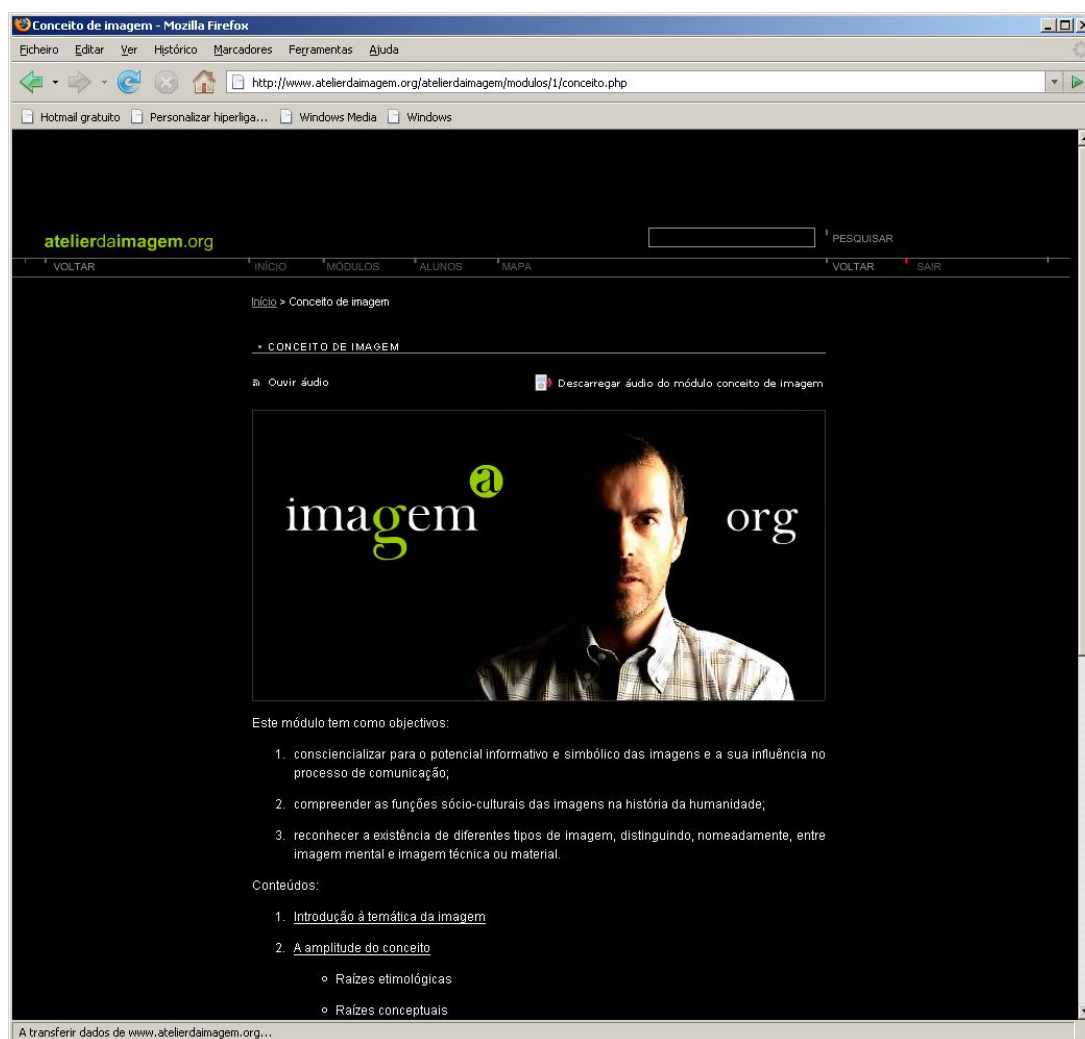 Conceito de imagem - Mozilla Firefox
Ficheiro Editar Ver Histórico Marcadores Ferramentas Ajuda
http://www.atelierdaimagem.org/atelierdaimagem/modulos/1/conceito.php
Hotmail gratuito Personalizar hiperliga... Windows Media Windows
atelierdaimagem.org PESQUISAR
VOLTAR INÍCIO MÓDULOS ALUNOS MAPA VOLTAR SAIR
Início > Conceito de imagem
CONCEITO DE IMAGEM
Ouvir áudio Descarregar áudio do módulo conceito de imagem
a
imagem org
Este módulo tem como objectivos:
1. consciencializar para o potencial informativo e simbólico das imagens e a sua influência no
processo de comunicação;
2. compreender as funções sócio-culturais das imagens na história da humanidade;
3. reconhecer a existência de diferentes tipos de imagem, distinguindo, nomeadamente, entre
imagem mental e imagem técnica ou material.
Conteúdos:
1. Introdução à temática da imagem
2. A amplitude do conceito
Raízes etimológicas
Raízes conceptuais
A transferir dados de www.atelierdaimagem.org...